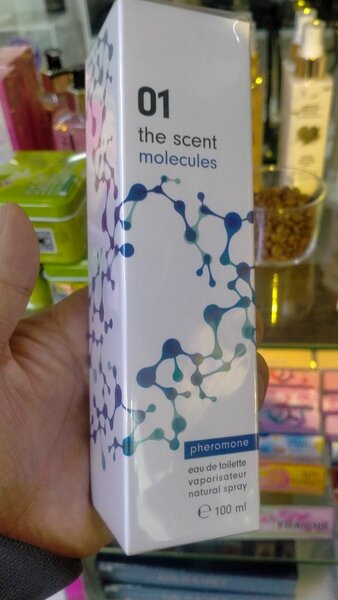 01
the scent
molecules
pheromone
eau de toilette
vaporisateur
natural spray
℮ 100 ml